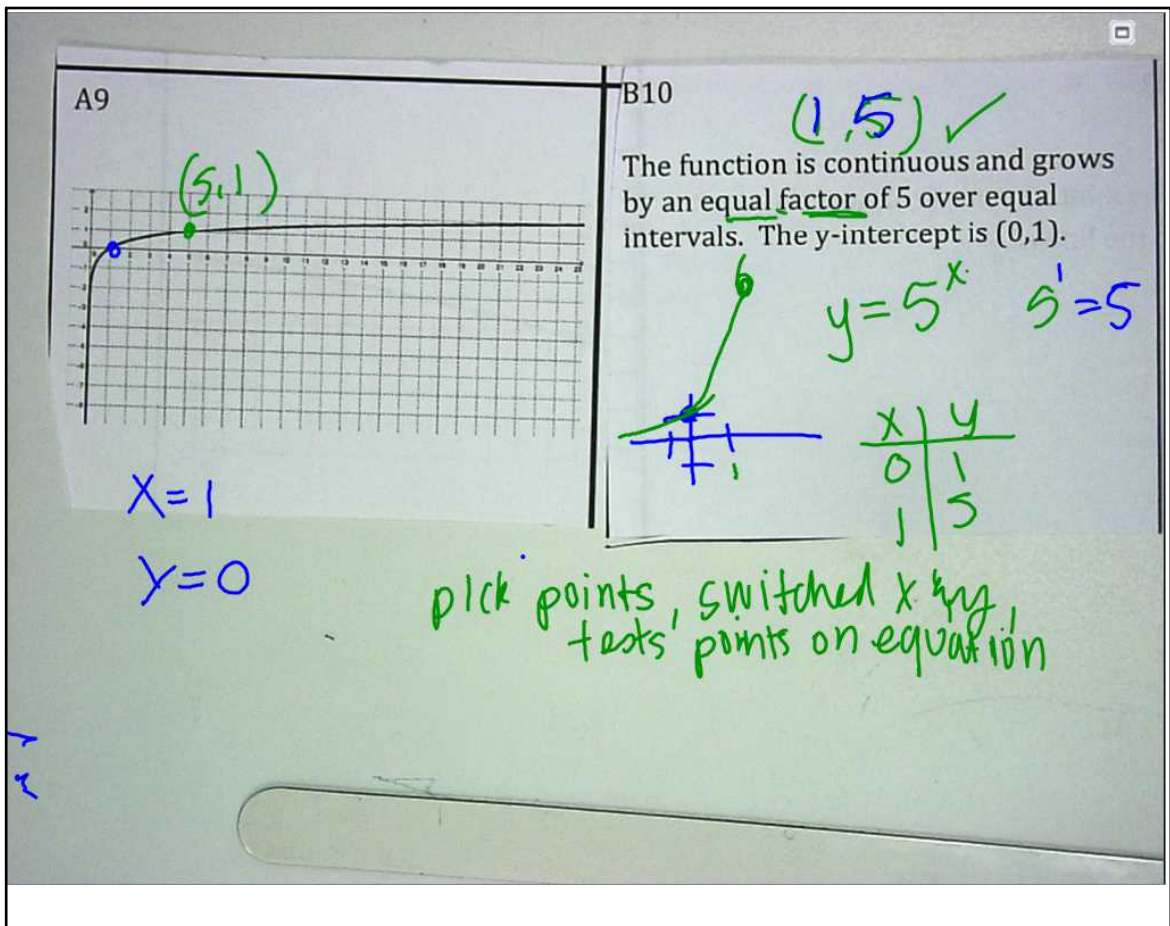 A9
(5,1)
X=1
Y=0
B10
(1,5) ✓
The function is continuous and grows
by an equal factor of 5 over equal
intervals. The y-intercept is (0,1).
y=5^x
5^1=5
1
x | y
0 | 1
1 | 5
pick points, switched x & y,
tests points on equation